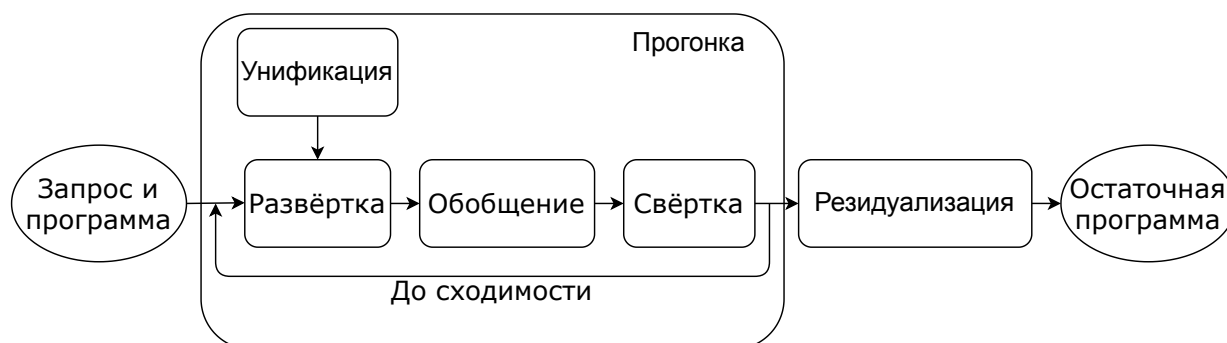 Прогонка
Унификация
Запрос и
программа
Развёртка
Обобщение
Свёртка
Резидуализация
Остаточная
программа
До сходимости